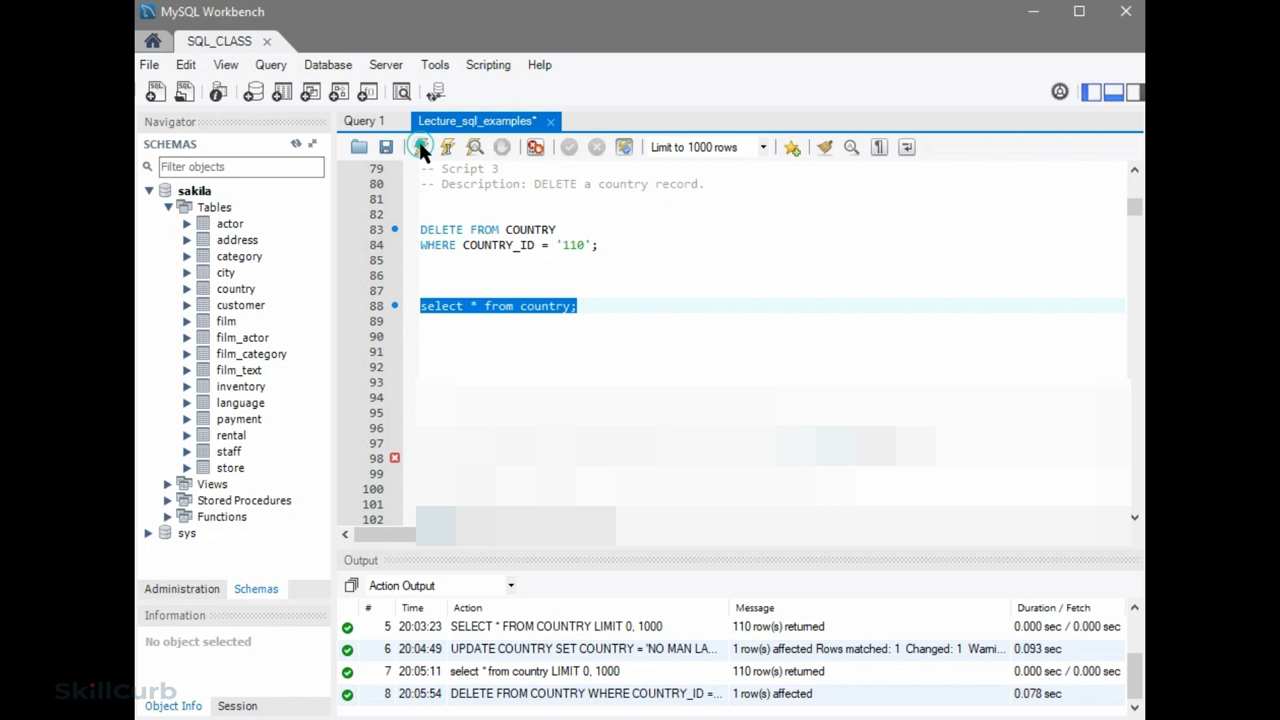 MySQL Workbench
SQL_CLASS
File Edit View Query Database Server Tools Scripting Help
Navigator
Query 1 Lecture_sql_examples*
SCHEMAS
Limit to 1000 rows
Filter objects
sakila
Tables
actor
address
category
city
country
customer
film
film_actor
film_category
film_text
inventory
language
payment
rental
staff
store
Views
Stored Procedures
Functions
sys
Administration Schemas
Information
No object selected
Object Info Session
79 -- Script 3
80 -- Description: DELETE a country record.
81
82
83 DELETE FROM COUNTRY
84 WHERE COUNTRY_ID = '110';
85
86
87
88 select * from country;
89
90
91
92
93
94
95
96
97
98
99
100
101
102
Output
Action Output
# Time Action Message Duration / Fetch
5 20:03:23 SELECT * FROM COUNTRY LIMIT 0, 1000 110 row(s) returned 0.000 sec / 0.000 sec
6 20:04:49 UPDATE COUNTRY SET COUNTRY = 'NO MAN LA... 1 row(s) affected Rows matched: 1 Changed: 1 Warni... 0.093 sec
7 20:05:11 select * from country LIMIT 0, 1000 110 row(s) returned 0.000 sec / 0.000 sec
8 20:05:54 DELETE FROM COUNTRY WHERE COUNTRY_ID =... 1 row(s) affected 0.078 sec
SkillCurb